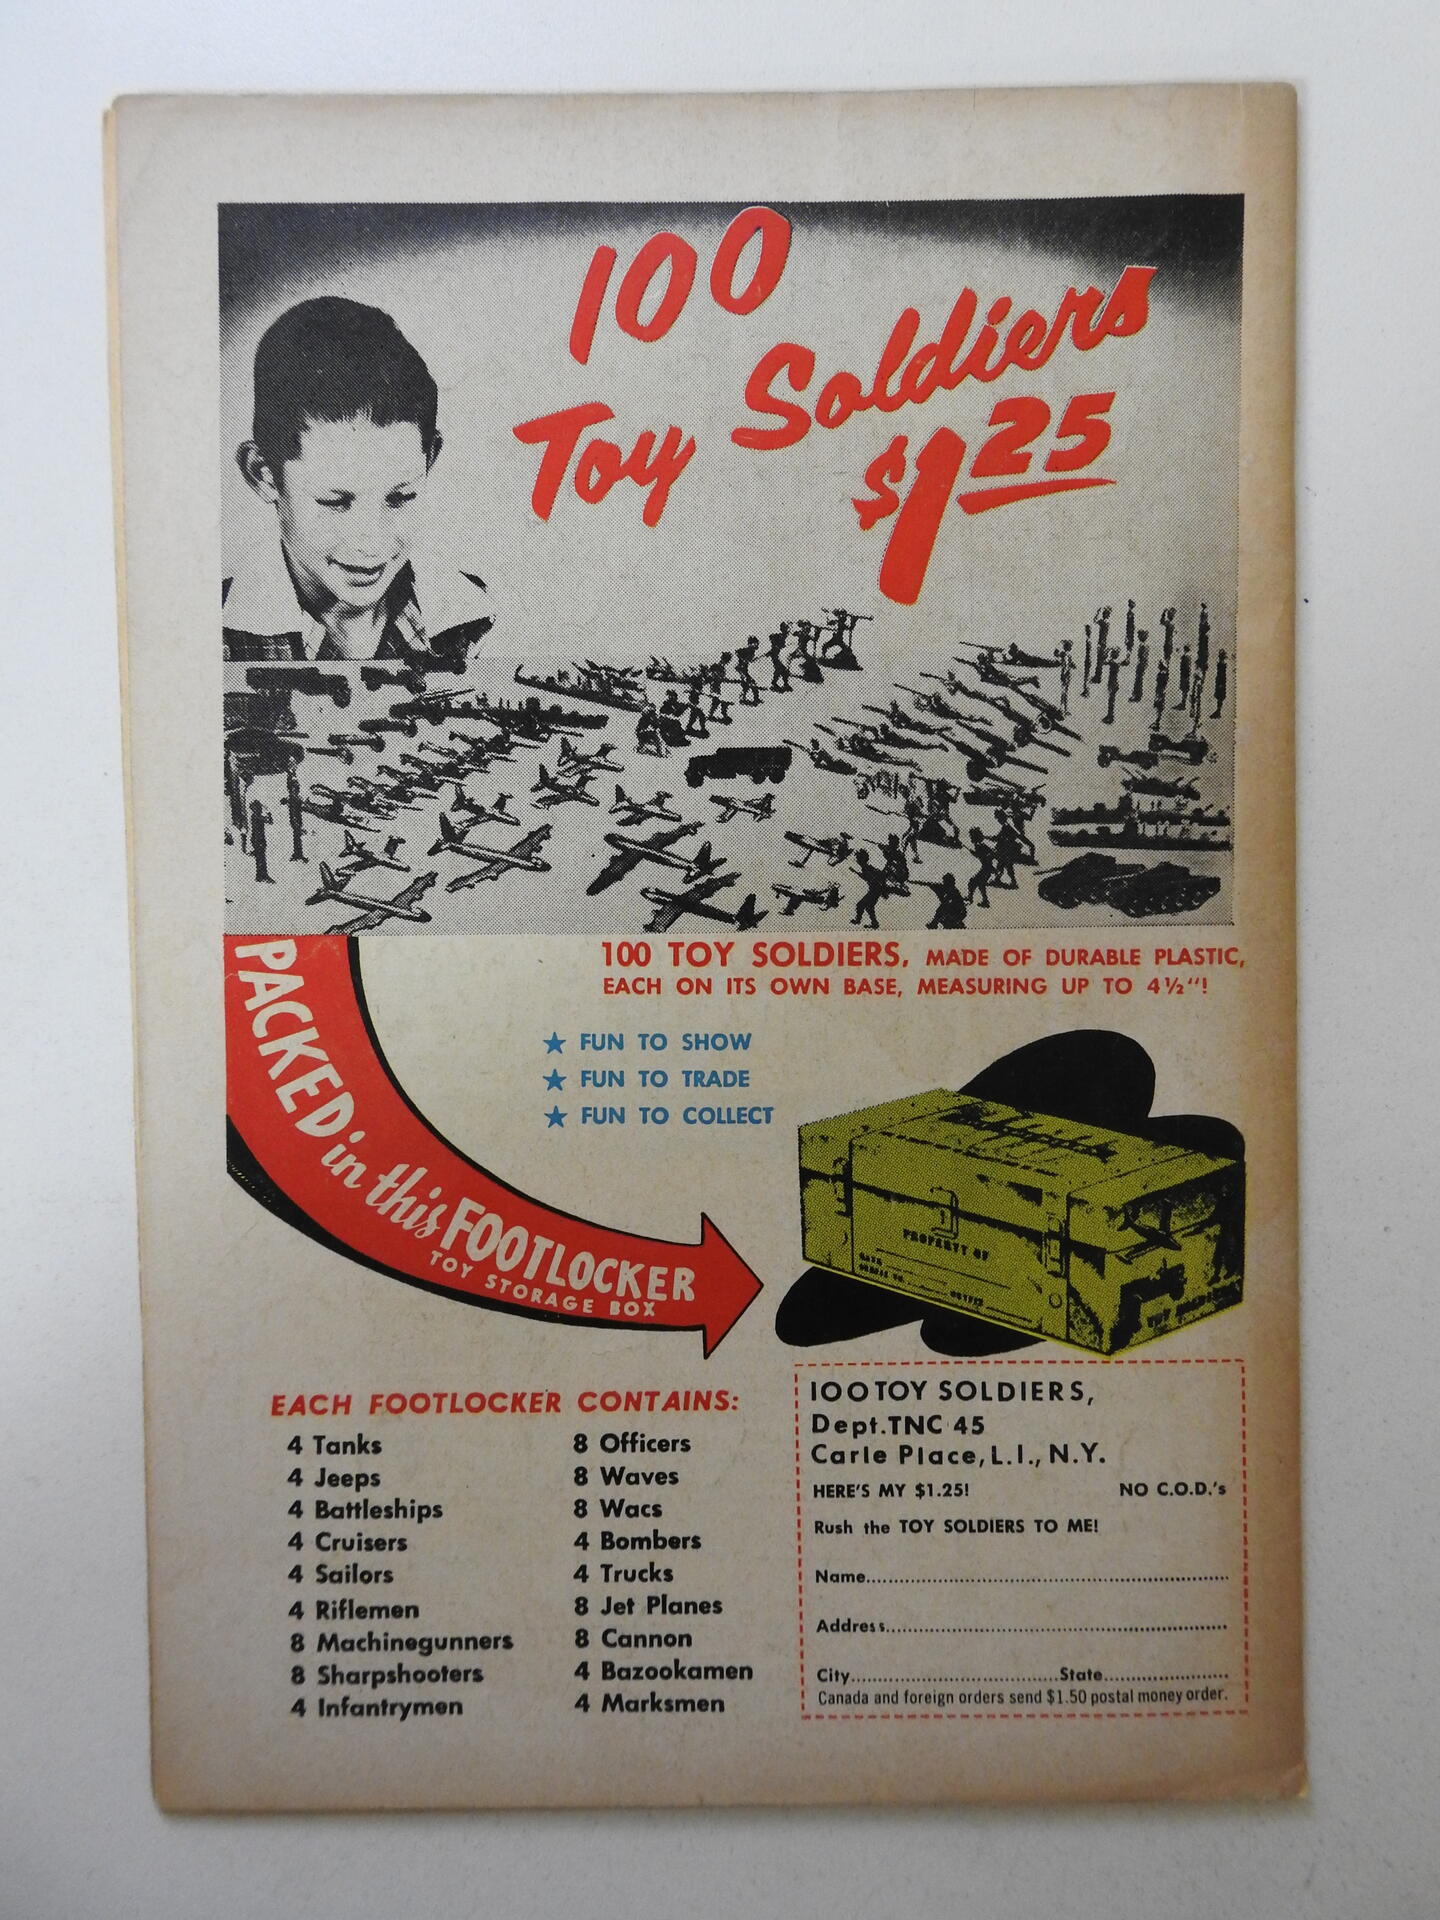 100
Toy Soldiers
$1.25
100 TOY SOLDIERS, MADE OF DURABLE PLASTIC,
EACH ON ITS OWN BASE, MEASURING UP TO 4½"!
★ FUN TO SHOW
★ FUN TO TRADE
★ FUN TO COLLECT
PACKED in this FOOTLOCKER
TOY STORAGE BOX
PROPERTY OF
EACH FOOTLOCKER CONTAINS:
4 Tanks
4 Jeeps
4 Battleships
4 Cruisers
4 Sailors
4 Riflemen
8 Machinegunners
8 Sharpshooters
4 Infantrymen
8 Officers
8 Waves
8 Wacs
4 Bombers
4 Trucks
8 Jet Planes
8 Cannon
4 Bazookamen
4 Marksmen
100 TOY SOLDIERS,
Dept. TNC 45
Carle Place, L.I., N.Y.
HERE'S MY $1.25! NO C.O.D.'s
Rush the TOY SOLDIERS TO ME!
Name
Address
City State
Canada and foreign orders send $1.50 postal money order.